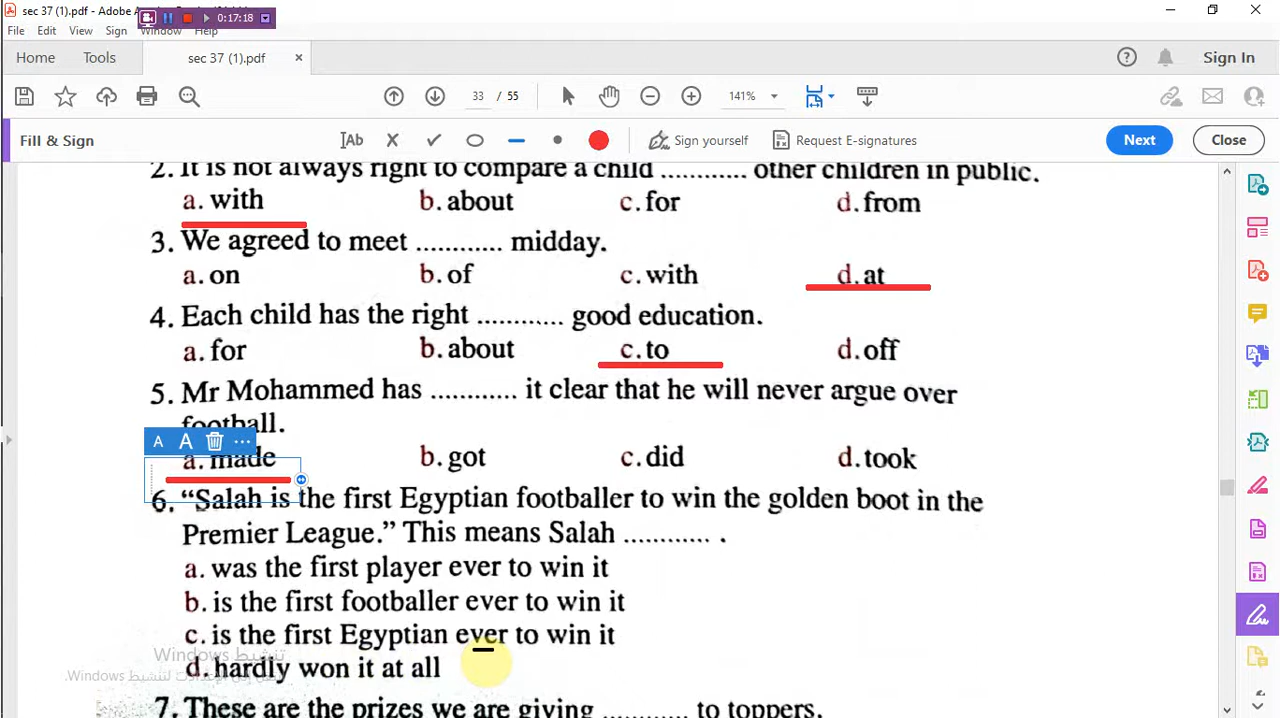 sec 37 (1).pdf - Adobe A
0:17:18
File Edit View Sign Window Help
Home Tools sec 37 (1).pdf × Sign In
33 / 55 141%
Fill & Sign Ab Sign yourself Request E-signatures Next Close
2. It is not always right to compare a child ............ other children in public.
a. with b. about c. for d. from
3. We agreed to meet ............ midday.
a. on b. of c. with d. at
4. Each child has the right ............ good education.
a. for b. about c. to d. off
5. Mr Mohammed has ............ it clear that he will never argue over
football.
A A ...
a. made b. got c. did d. took
6. “Salah is the first Egyptian footballer to win the golden boot in the
Premier League.” This means Salah ............ .
a. was the first player ever to win it
b. is the first footballer ever to win it
c. is the first Egyptian ever to win it
تنشيط Windows
d. hardly won it at all
إلى الإعدادات لتنشيط Windows.
7. These are the prizes we are giving ............ to toppers.